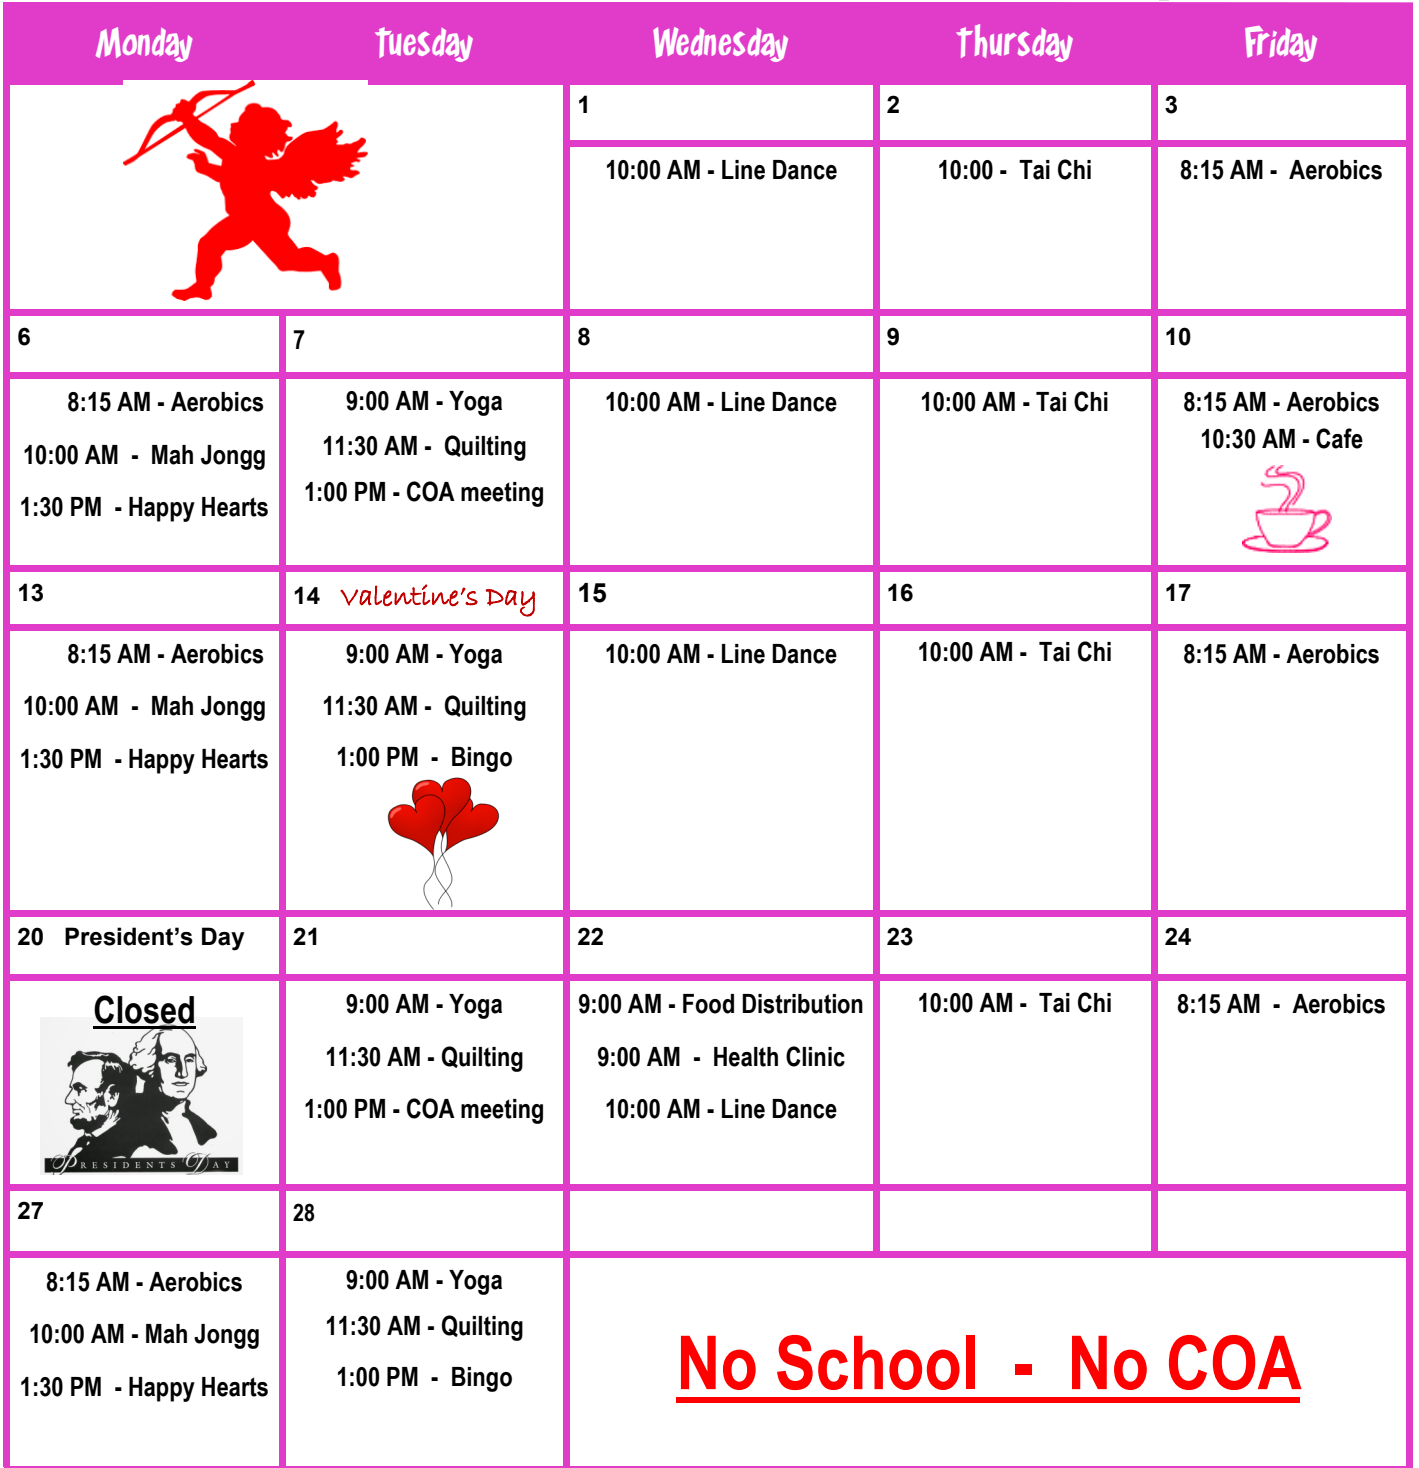 Monday Tuesday Wednesday Thursday Friday
1 2 3
10:00 AM - Line Dance
10:00 - Tai Chi
8:15 AM - Aerobics
6 7 8 9 10
8:15 AM - Aerobics
10:00 AM - Mah Jongg
1:30 PM - Happy Hearts
9:00 AM - Yoga
11:30 AM - Quilting
1:00 PM - COA meeting
10:00 AM - Line Dance
10:00 AM - Tai Chi
8:15 AM - Aerobics
10:30 AM - Cafe
13 14 Valentine's Day 15 16 17
8:15 AM - Aerobics
10:00 AM - Mah Jongg
1:30 PM - Happy Hearts
9:00 AM - Yoga
11:30 AM - Quilting
1:00 PM - Bingo
10:00 AM - Line Dance
10:00 AM - Tai Chi
8:15 AM - Aerobics
20 President's Day 21 22 23 24
Closed
PRESIDENTS DAY
9:00 AM - Yoga
11:30 AM - Quilting
1:00 PM - COA meeting
9:00 AM - Food Distribution
9:00 AM - Health Clinic
10:00 AM - Line Dance
10:00 AM - Tai Chi
8:15 AM - Aerobics
27 28
8:15 AM - Aerobics
10:00 AM - Mah Jongg
1:30 PM - Happy Hearts
9:00 AM - Yoga
11:30 AM - Quilting
1:00 PM - Bingo
No School - No COA